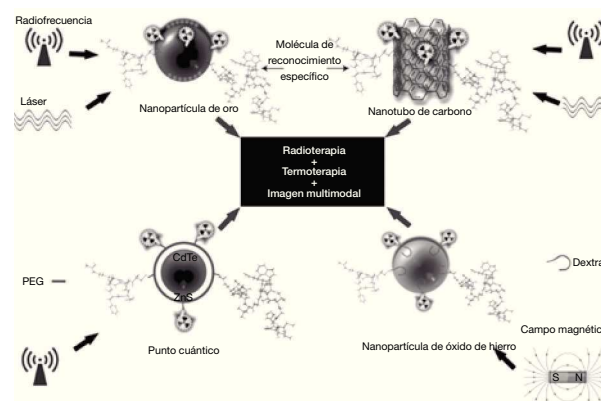 Radiofrecuencia
Láser
Nanopartícula de oro
Molécula de
reconocimiento
específico
Nanotubo de carbono
Radioterapia
+
Termoterapia
+
Imagen multimodal
CdTe
ZnS
PEG
Punto cuántico
Dextra
Nanopartícula de óxido de hierro
Campo magnétic
S N